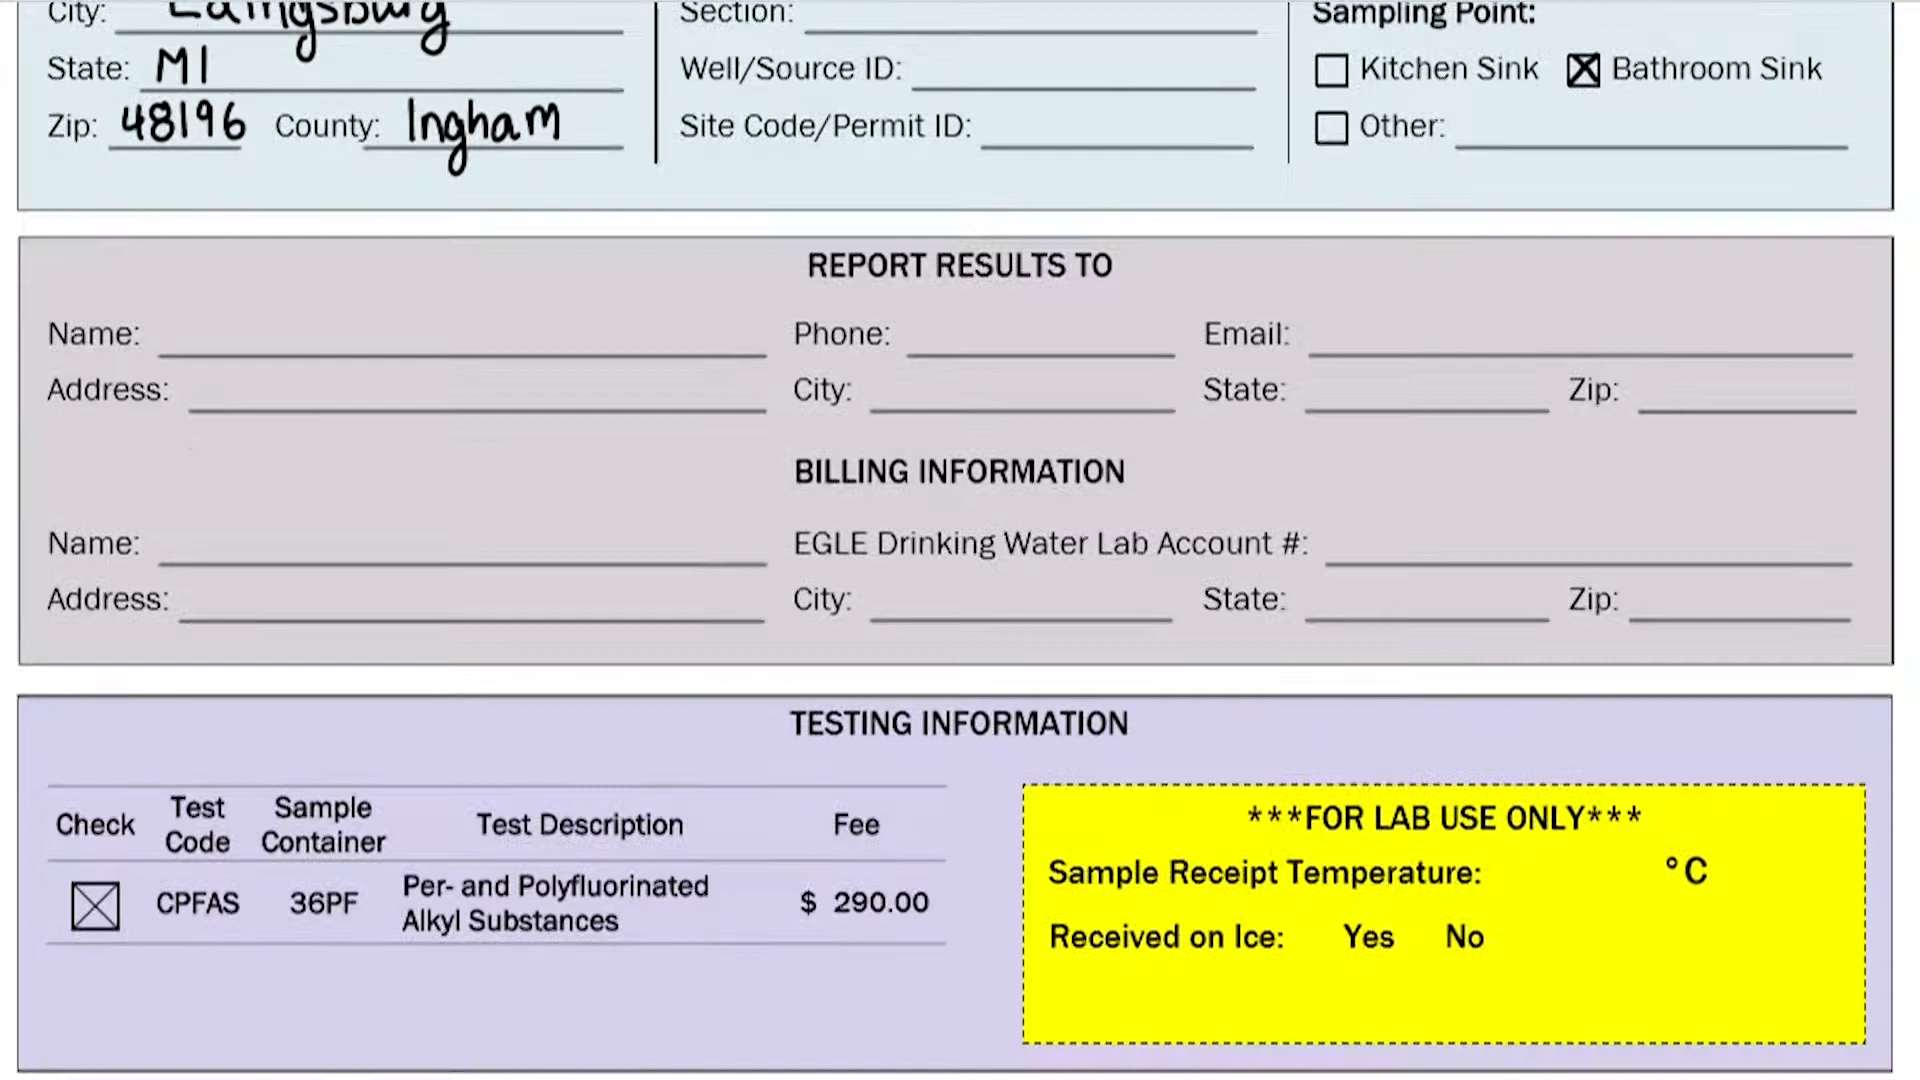 City: Laingsburg Section: Sampling Point:
State: MI Well/Source ID: Kitchen Sink Bathroom Sink
Zip: 48196 County: Ingham Site Code/Permit ID: Other:
REPORT RESULTS TO
Name: Phone: Email:
Address: City: State: Zip:
BILLING INFORMATION
Name: EGLE Drinking Water Lab Account #:
Address: City: State: Zip:
TESTING INFORMATION
Check Test Code Sample Container Test Description Fee
CPFAS 36PF Per- and Polyfluorinated Alkyl Substances $ 290.00
***FOR LAB USE ONLY***
Sample Receipt Temperature: °C
Received on Ice: Yes No